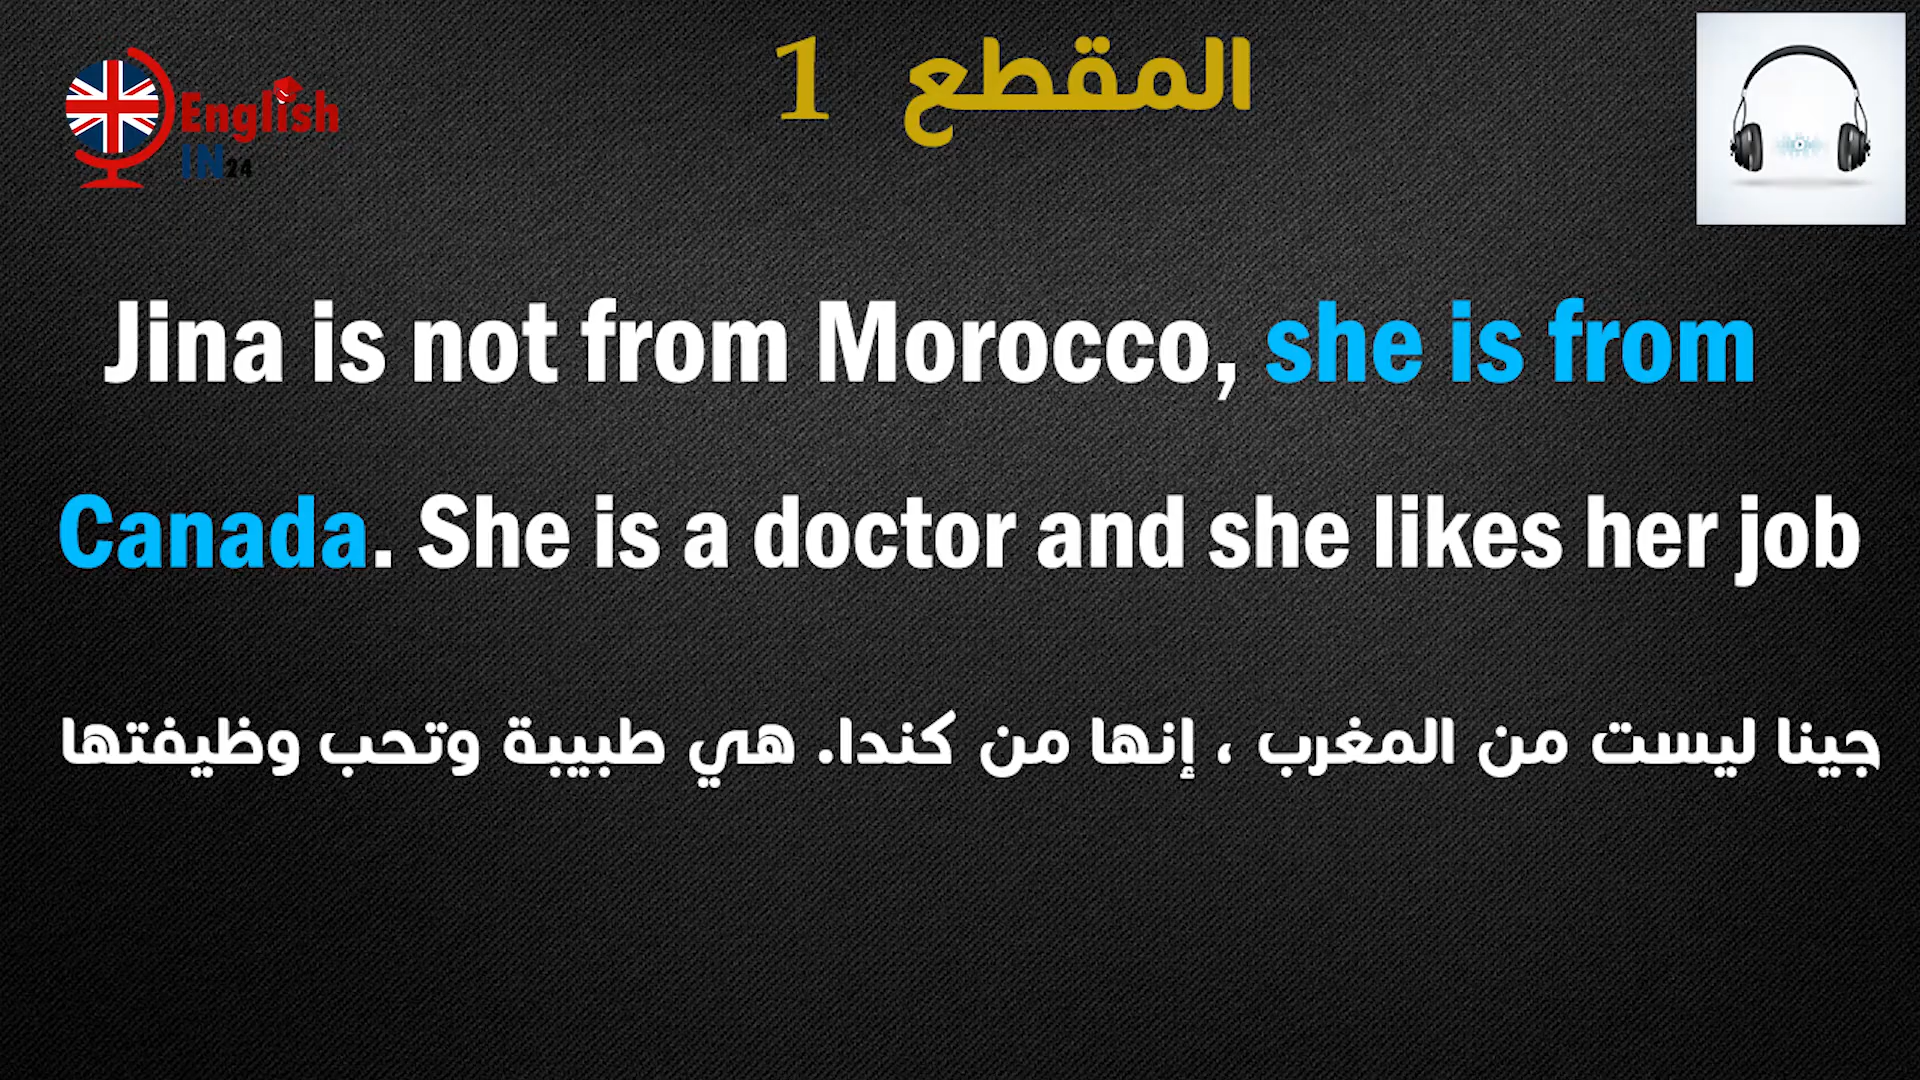 المقطع 1
English
IN24
Jina is not from Morocco, she is from
Canada. She is a doctor and she likes her job
جينا ليست من المغرب ، إنها من كندا. هي طبيبة وتحب وظيفتها